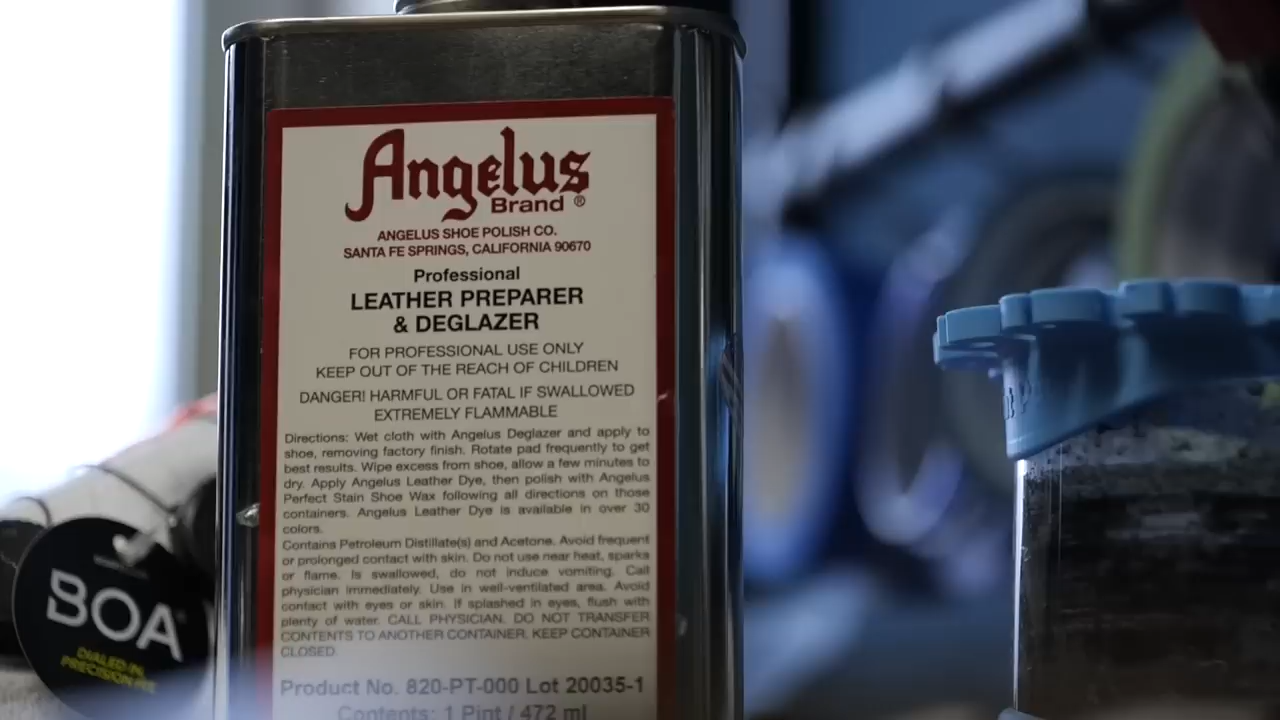 Angelus
Brand ®
ANGELUS SHOE POLISH CO.
SANTA FE SPRINGS, CALIFORNIA 90670
Professional
LEATHER PREPARER
& DEGLAZER
FOR PROFESSIONAL USE ONLY
KEEP OUT OF THE REACH OF CHILDREN
DANGER! HARMFUL OR FATAL IF SWALLOWED
EXTREMELY FLAMMABLE
Directions: Wet cloth with Angelus Deglazer and apply to
shoe, removing factory finish. Rotate pad frequently to get
best results. Wipe excess from shoe, allow a few minutes to
dry. Apply Angelus Leather Dye, then polish with Angelus
Perfect Stain Shoe Wax following all directions on those
containers. Angelus Leather Dye is available in over 30
colors.
Contains Petroleum Distillate(s) and Acetone. Avoid frequent
or prolonged contact with skin. Do not use near heat, sparks
or flame. Is swallowed, do not induce vomiting. Call
physician immediately. Use in well-ventilated area. Avoid
contact with eyes or skin. If splashed in eyes, flush with
plenty of water. CALL PHYSICIAN. DO NOT TRANSFER
CONTENTS TO ANOTHER CONTAINER. KEEP CONTAINER
CLOSED.
Product No. 820-PT-000 Lot 20035-1
Contents: 1 Pint / 472 ml
BOA
DIALED IN.
PRECISION FIT